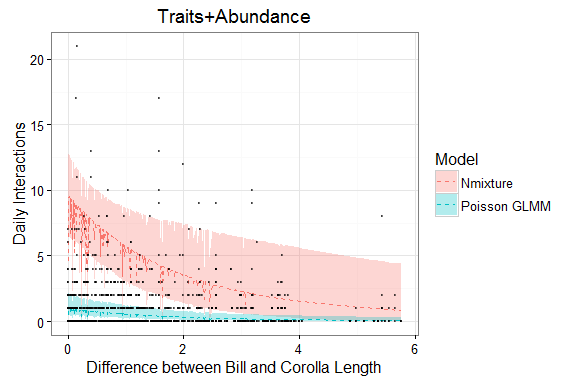 Traits+Abundance
Daily Interactions
20
15
10
5
0
0
2
4
6
Difference between Bill and Corolla Length
Model
Nmixture
Poisson GLMM